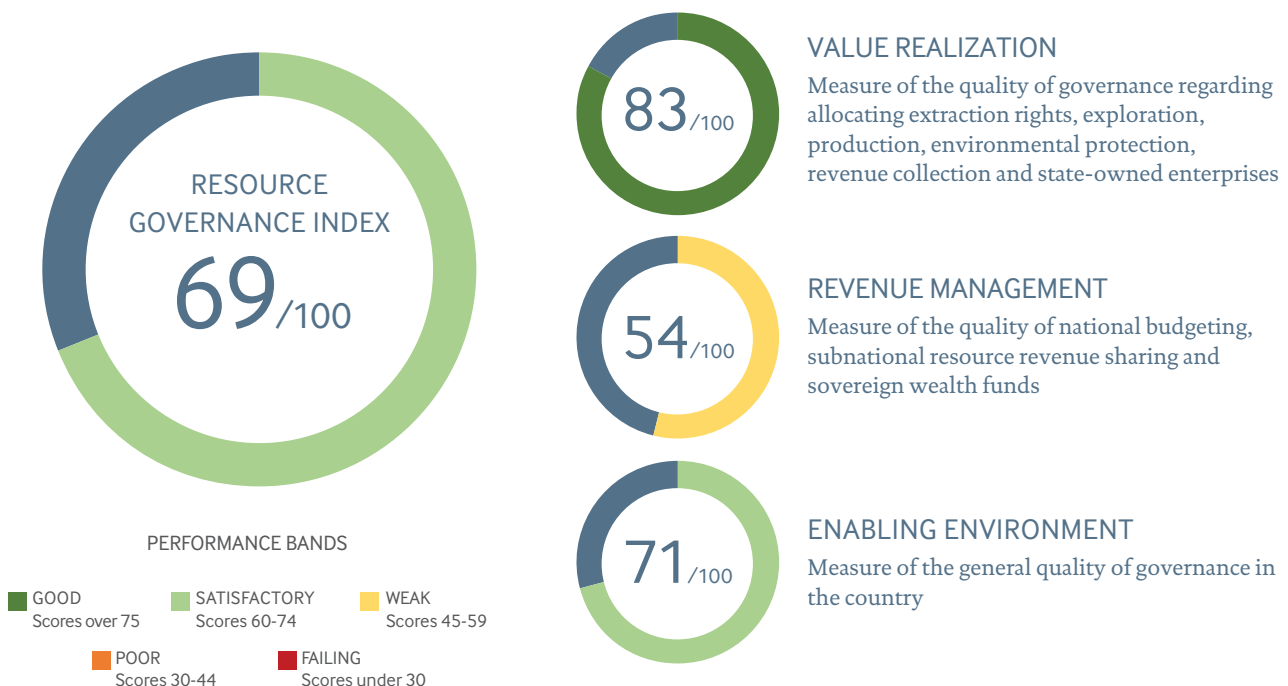 RESOURCE
GOVERNANCE INDEX
69/100
PERFORMANCE BANDS
GOOD
Scores over 75
SATISFACTORY
Scores 60-74
WEAK
Scores 45-59
POOR
Scores 30-44
FAILING
Scores under 30
83/100
VALUE REALIZATION
Measure of the quality of governance regarding
allocating extraction rights, exploration,
production, environmental protection,
revenue collection and state-owned enterprises
54/100
REVENUE MANAGEMENT
Measure of the quality of national budgeting,
subnational resource revenue sharing and
sovereign wealth funds
71/100
ENABLING ENVIRONMENT
Measure of the general quality of governance in
the country